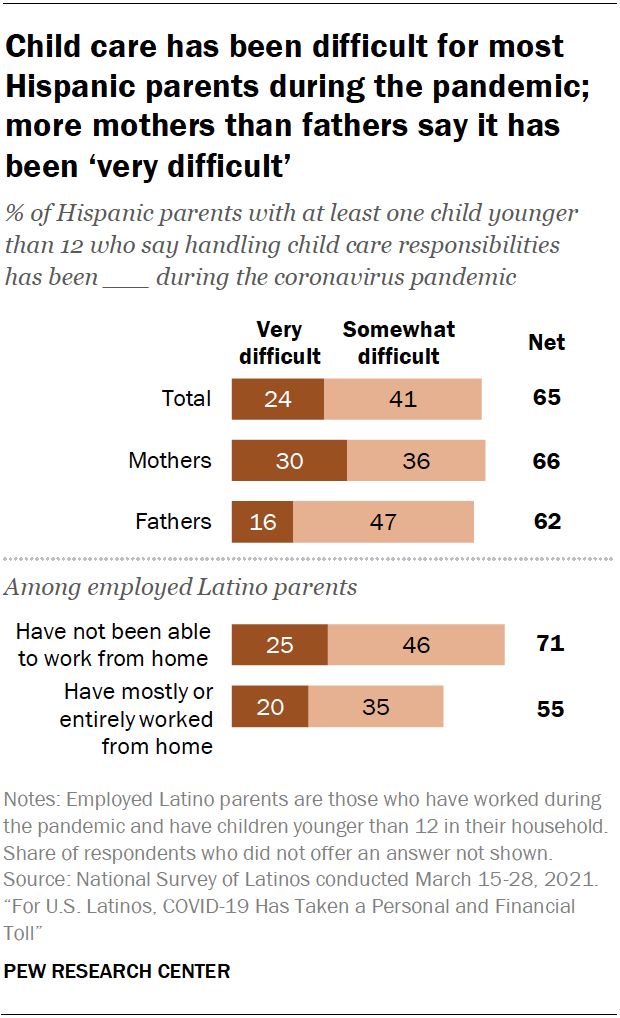 Child care has been difficult for most
Hispanic parents during the pandemic;
more mothers than fathers say it has
been ‘very difficult’
% of Hispanic parents with at least one child younger
than 12 who say handling child care responsibilities
has been ___ during the coronavirus pandemic
Very difficult
Somewhat difficult
Net
Total 24 41 65
Mothers 30 36 66
Fathers 16 47 62
Among employed Latino parents
Have not been able
to work from home 25 46 71
Have mostly or
entirely worked
from home 20 35 55
Notes: Employed Latino parents are those who have worked during
the pandemic and have children younger than 12 in their household.
Share of respondents who did not offer an answer not shown.
Source: National Survey of Latinos conducted March 15-28, 2021.
“For U.S. Latinos, COVID-19 Has Taken a Personal and Financial
Toll”
PEW RESEARCH CENTER